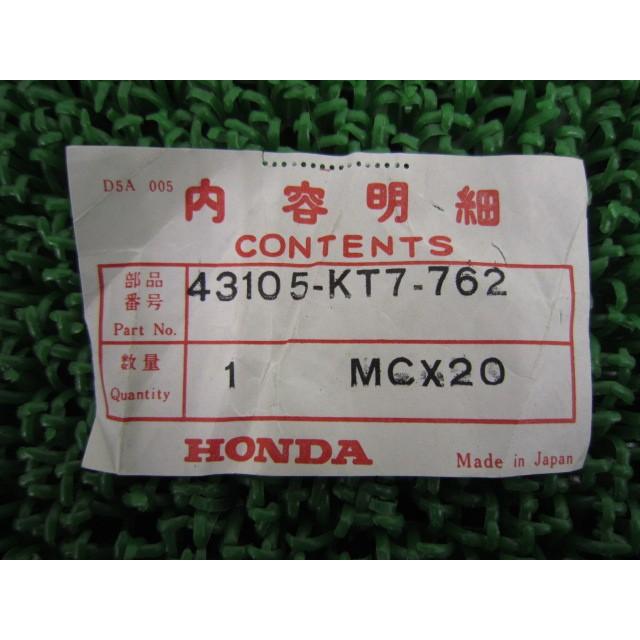 D5A 005
内容明細
CONTENTS
部品
番号
Part No.
43105-KT7-762
数量
Quantity
1 MCX20
HONDA
Made in Japan